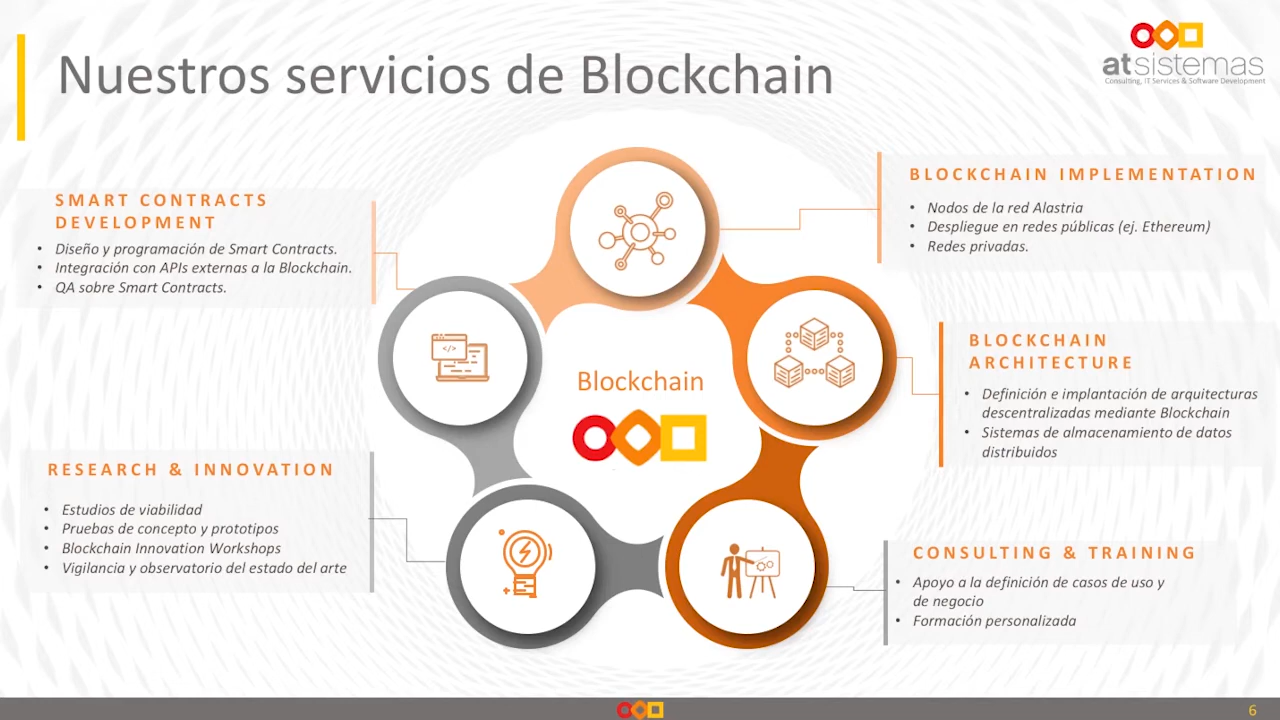 Nuestros servicios de Blockchain
atsistemas
Consulting, IT Services & Software Development
SMART CONTRACTS
DEVELOPMENT
• Diseño y programación de Smart Contracts.
• Integración con APIs externas a la Blockchain.
• QA sobre Smart Contracts.
BLOCKCHAIN IMPLEMENTATION
• Nodos de la red Alastria
• Despliegue en redes públicas (ej. Ethereum)
• Redes privadas.
</>
Blockchain
BLOCKCHAIN
ARCHITECTURE
• Definición e implantación de arquitecturas
descentralizadas mediante Blockchain
• Sistemas de almacenamiento de datos
distribuidos
RESEARCH & INNOVATION
• Estudios de viabilidad
• Pruebas de concepto y prototipos
• Blockchain Innovation Workshops
• Vigilancia y observatorio del estado del arte
CONSULTING & TRAINING
• Apoyo a la definición de casos de uso y
de negocio
• Formación personalizada
6